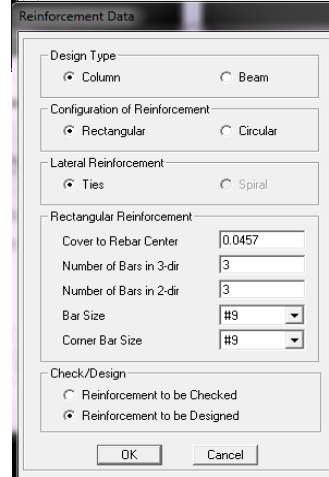 Reinforcement Data
Design Type
Column Beam
Configuration of Reinforcement
Rectangular Circular
Lateral Reinforcement
Ties Spiral
Rectangular Reinforcement
Cover to Rebar Center 0.0457
Number of Bars in 3-dir 3
Number of Bars in 2-dir 3
Bar Size #9
Corner Bar Size #9
Check/Design
Reinforcement to be Checked
Reinforcement to be Designed
OK Cancel